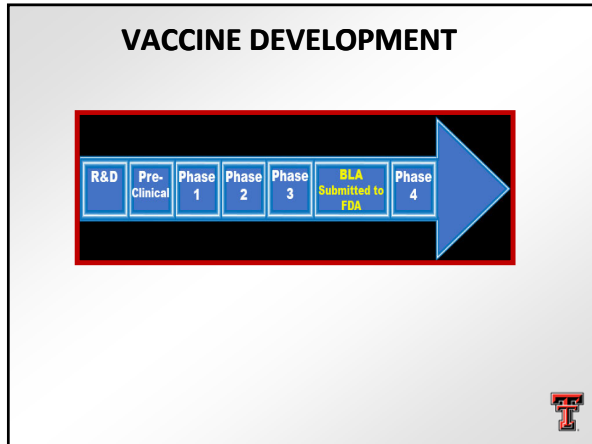 VACCINE DEVELOPMENT
R&D
Pre-
Clinical
Phase
1
Phase
2
Phase
3
BLA
Submitted to
FDA
Phase
4